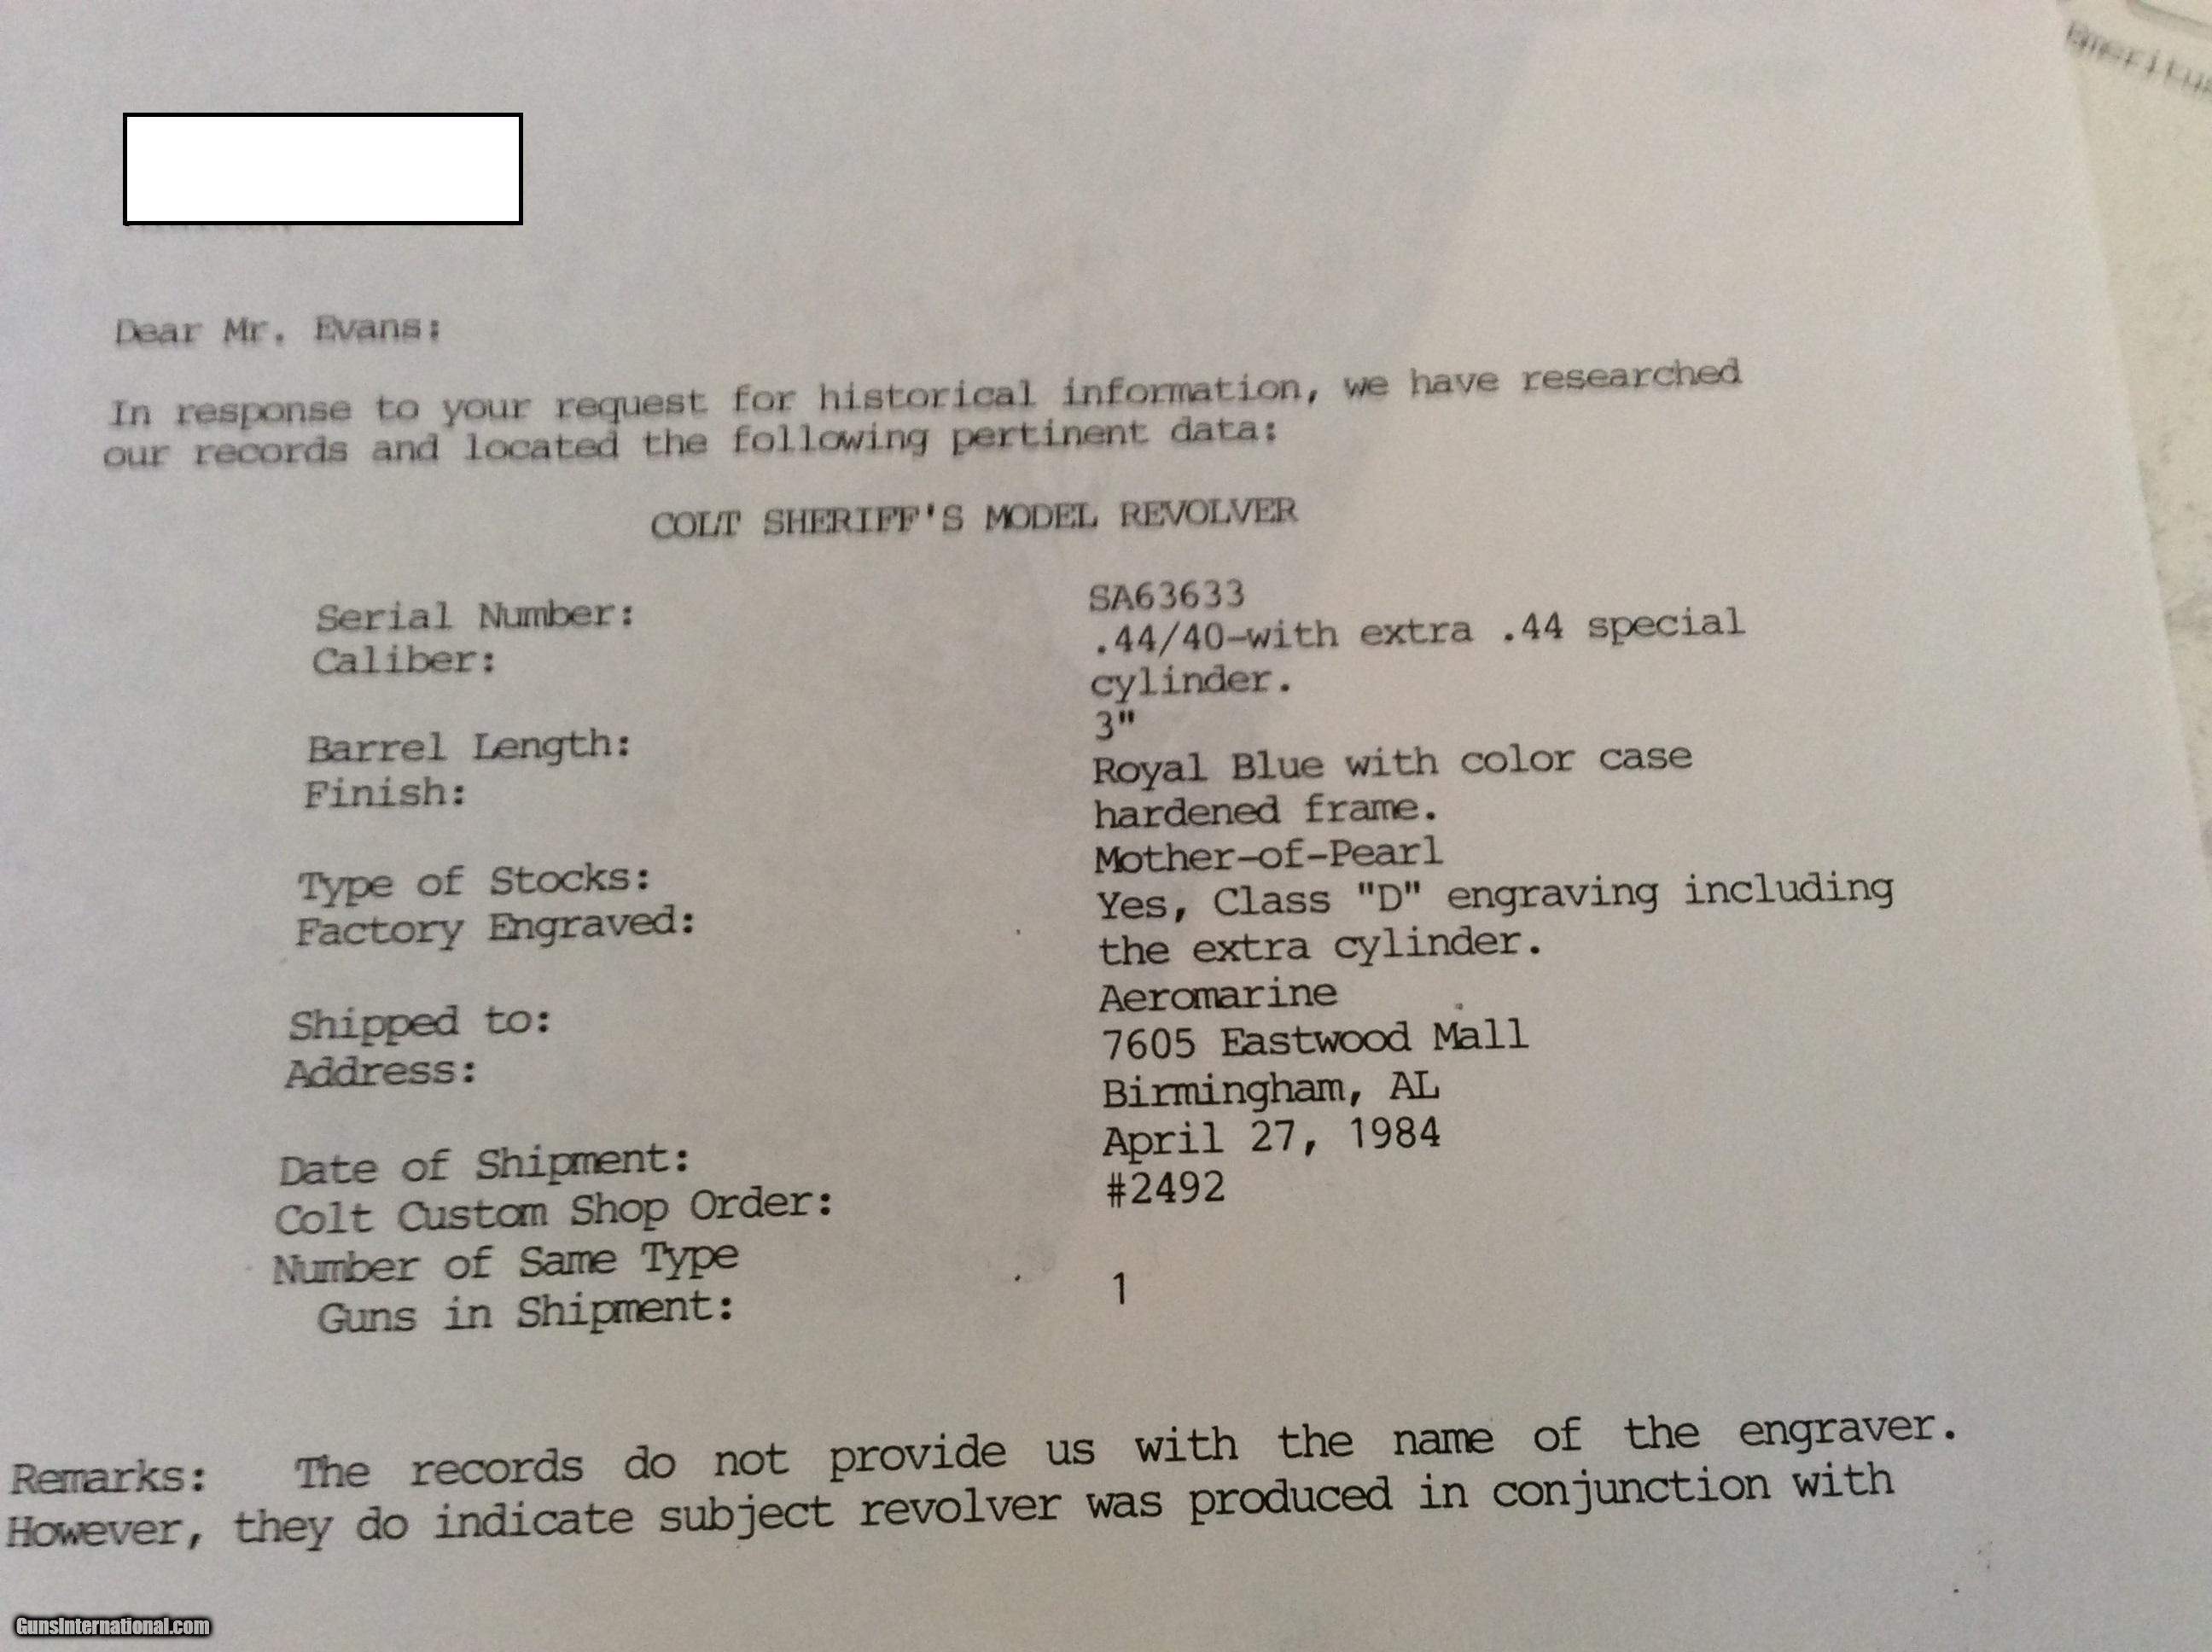 Emeritus
Dear Mr. Evans:
In response to your request for historical information, we have researched
our records and located the following pertinent data:
COLT SHERIFF'S MODEL REVOLVER
Serial Number: SA63633
Caliber: .44/40-with extra .44 special
cylinder.
Barrel Length: 3"
Finish: Royal Blue with color case
hardened frame.
Type of Stocks: Mother-of-Pearl
Factory Engraved: Yes, Class "D" engraving including
the extra cylinder.
Shipped to: Aeromarine
Address: 7605 Eastwood Mall
Birmingham, AL
Date of Shipment: April 27, 1984
Colt Custom Shop Order: #2492
Number of Same Type
Guns in Shipment: 1
Remarks: The records do not provide us with the name of the engraver.
However, they do indicate subject revolver was produced in conjunction with
GunsInternational.com